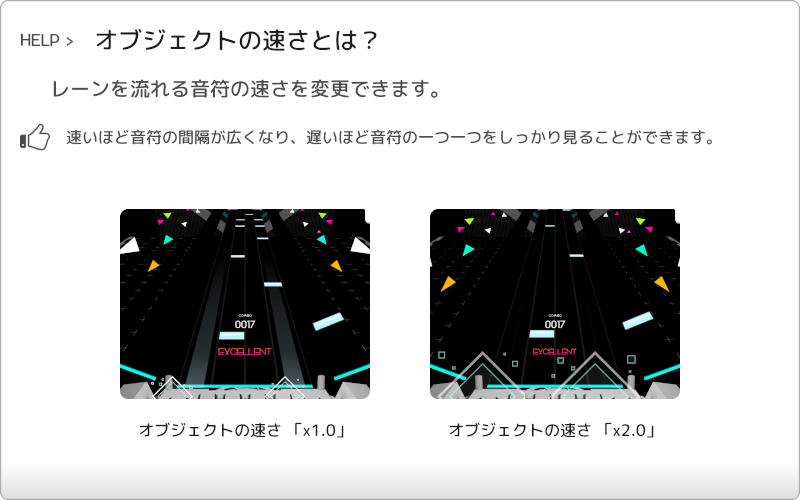 HELP > オブジェクトの速さとは？
レーンを流れる音符の速さを変更できます。
速いほど音符の間隔が広くなり、遅いほど音符の一つ一つをしっかり見ることができます。
COMBO
0017
EXCELLENT
COMBO
0017
EXCELLENT
オブジェクトの速さ 「x1.0」
オブジェクトの速さ 「x2.0」